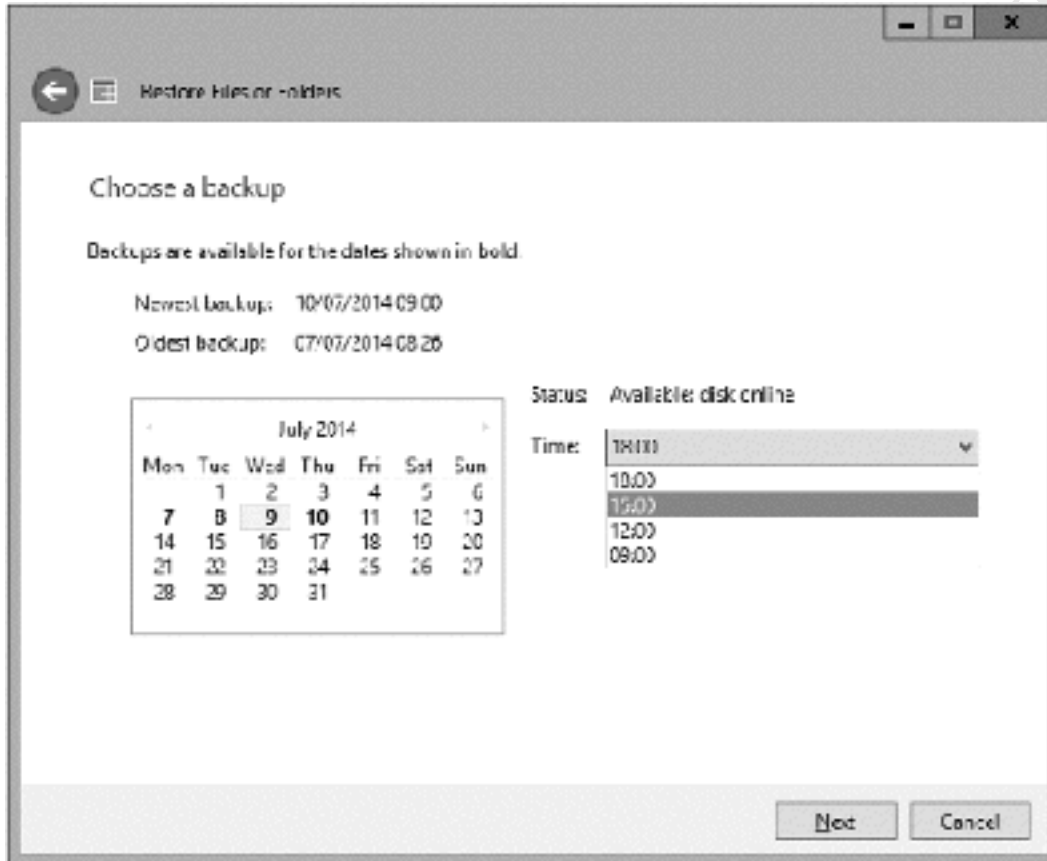 Restore Files or Folders
Choose a backup
Backups are available for the dates shown in bold.
Newest backup: 10/07/2014 09:00
Oldest backup: 07/07/2014 08:26
July 2014
Mon Tue Wed Thu Fri Sat Sun
1 2 3 4 5 6
7 8 9 10 11 12 13
14 15 16 17 18 19 20
21 22 23 24 25 26 27
28 29 30 31
Status: Available: disk online
Time: 18:00
18:00
15:00
12:00
09:00
Next Cancel